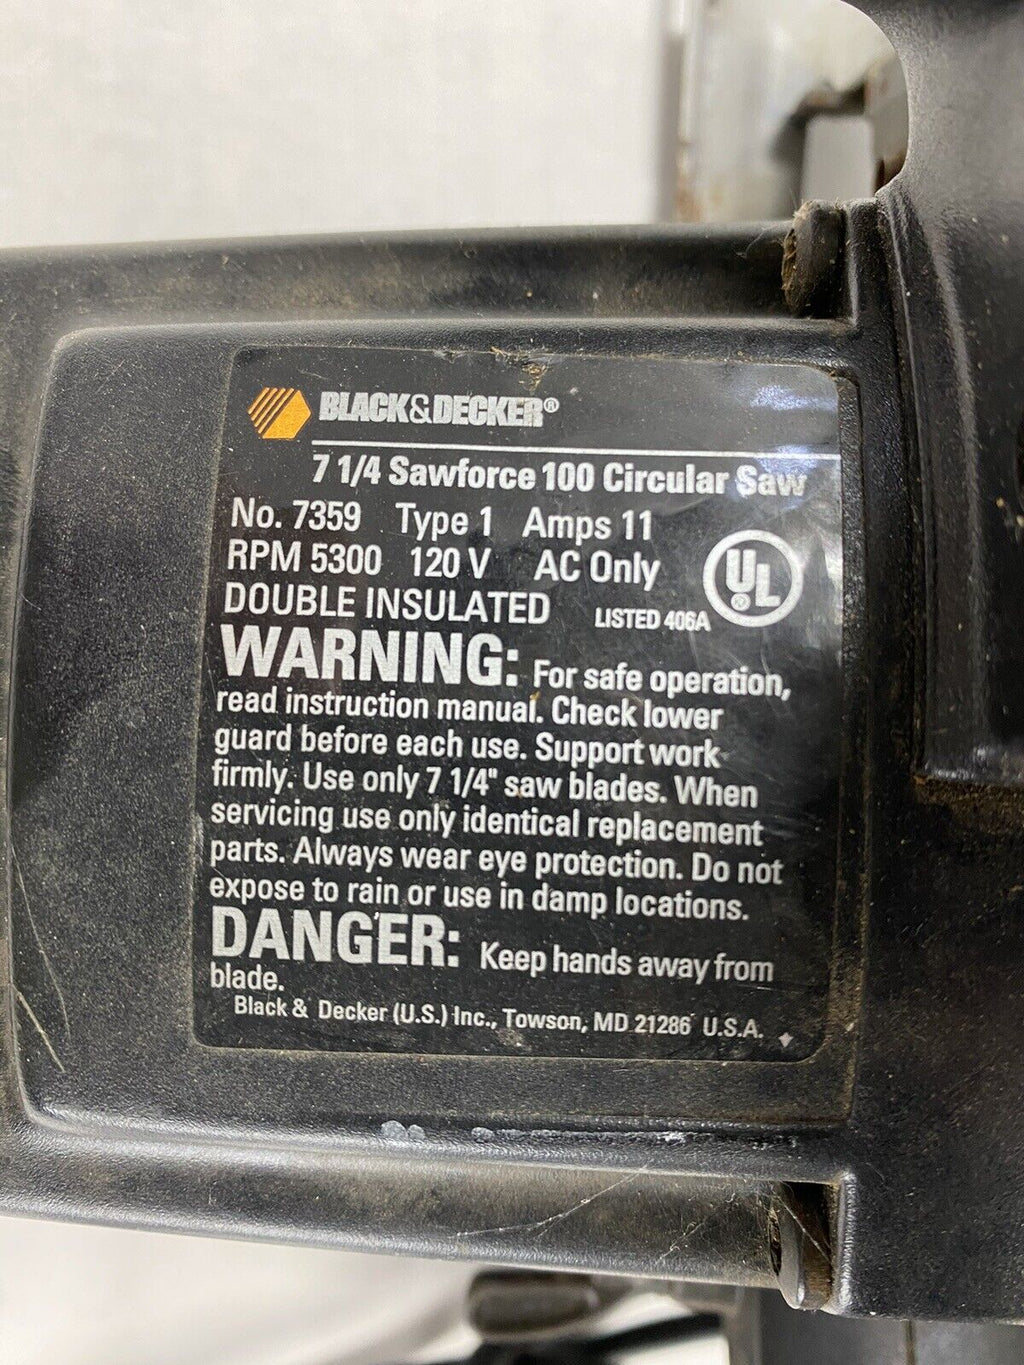 BLACK&DECKER®
7 1/4 Sawforce 100 Circular Saw
No. 7359 Type 1 Amps 11
RPM 5300 120 V AC Only
UL®
DOUBLE INSULATED LISTED 406A
WARNING: For safe operation,
read instruction manual. Check lower
guard before each use. Support work
firmly. Use only 7 1/4" saw blades. When
servicing use only identical replacement
parts. Always wear eye protection. Do not
expose to rain or use in damp locations.
DANGER: Keep hands away from
blade.
Black & Decker (U.S.) Inc., Towson, MD 21286 U.S.A.